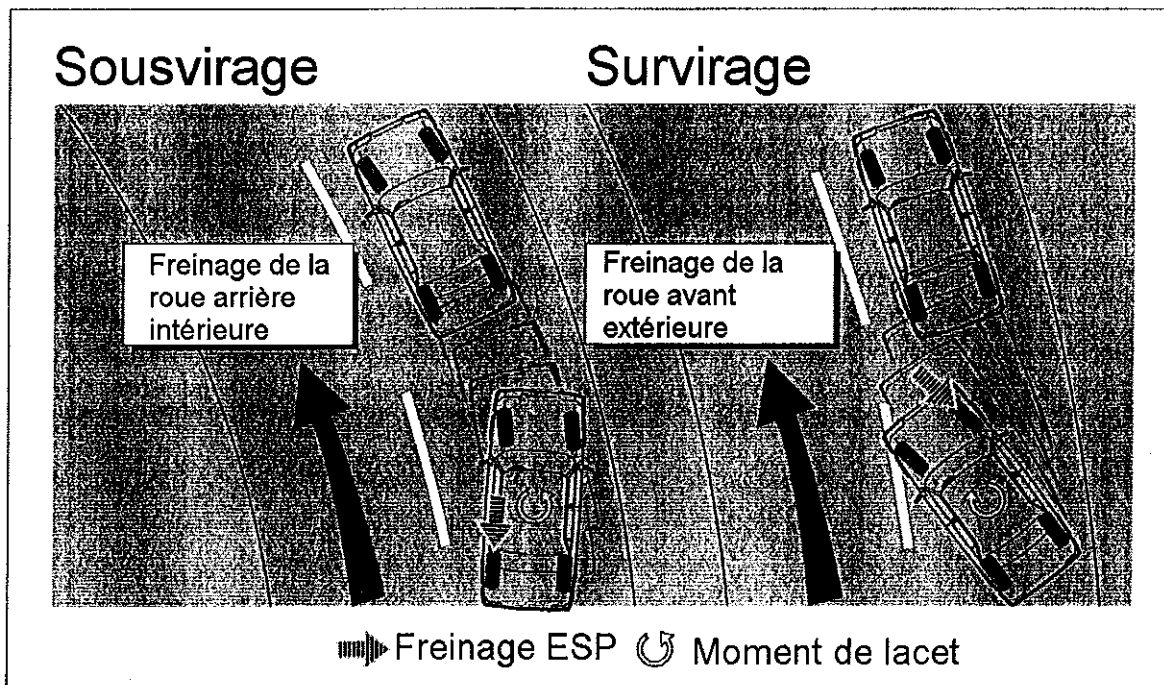 Sousvirage
Survirage
Freinage de la
roue arrière
intérieure
Freinage de la
roue avant
extérieure
Freinage ESP
Moment de lacet